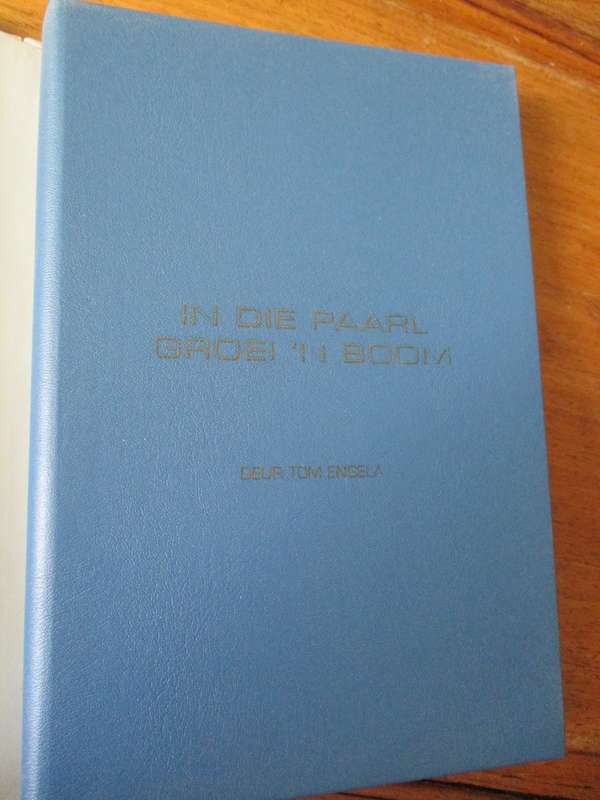 IN DIE PAARL
GROEI 'N BOOM
DEUR TOM ENGELA